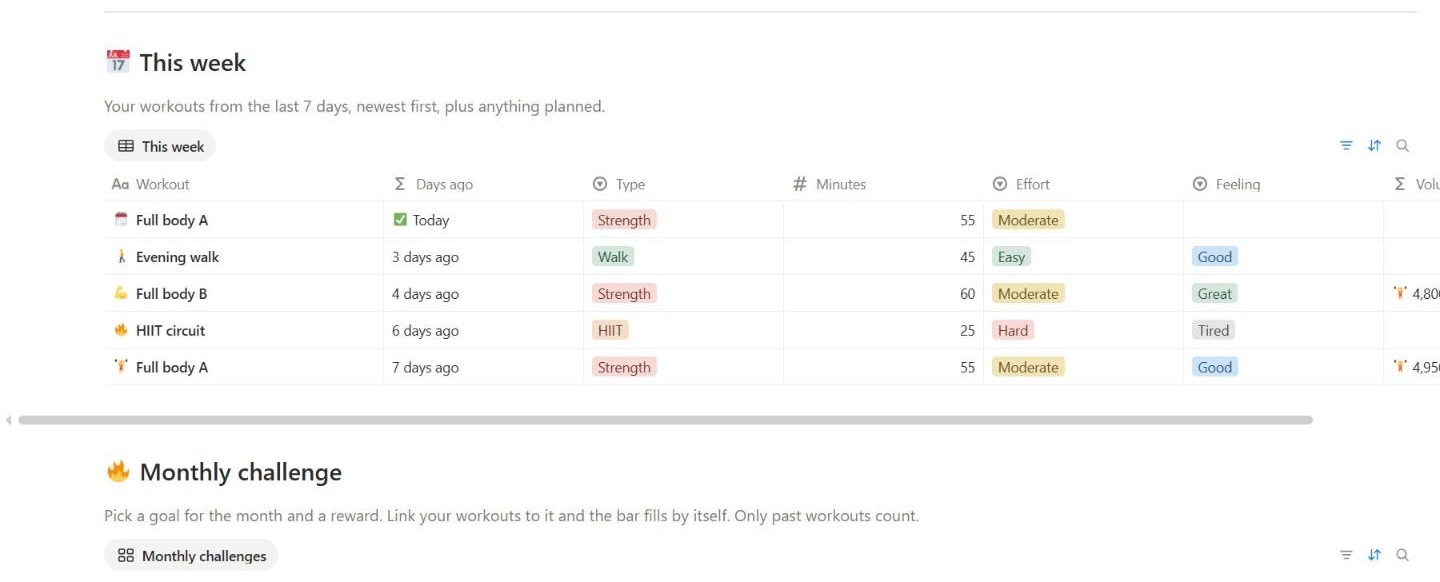 This week
Your workouts from the last 7 days, newest first, plus anything planned.
This week
Aa Workout Σ Days ago Type # Minutes Effort Feeling Σ
Full body A Today Strength 55 Moderate
Evening walk 3 days ago Walk 45 Easy Good
Full body B 4 days ago Strength 60 Moderate Great
HIIT circuit 6 days ago HIIT 25 Hard Tired
Full body A 7 days ago Strength 55 Moderate Good
Monthly challenge
Pick a goal for the month and a reward. Link your workouts to it and the bar fills by itself. Only past workouts count.
Monthly challenges